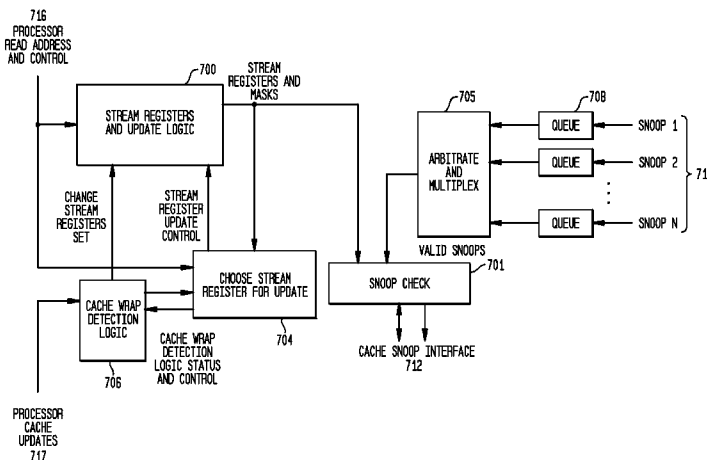 716
PROCESSOR
READ ADDRESS
AND CONTROL
700
STREAM REGISTERS
AND UPDATE LOGIC
STREAM
REGISTERS AND
MASKS
705
ARBITRATE
AND
MULTIPLEX
708
QUEUE
SNOOP 1
QUEUE
SNOOP 2
QUEUE
SNOOP N
71
CHANGE
STREAM
REGISTERS
SET
STREAM
REGISTER
UPDATE
CONTROL
VALID SNOOPS
701
SNOOP CHECK
CHOOSE STREAM
REGISTER FOR UPDATE
704
CACHE WRAP
DETECTION
LOGIC
706
CACHE WRAP
DETECTION
LOGIC STATUS
AND CONTROL
CACHE SNOOP INTERFACE
712
PROCESSOR
CACHE
UPDATES
717